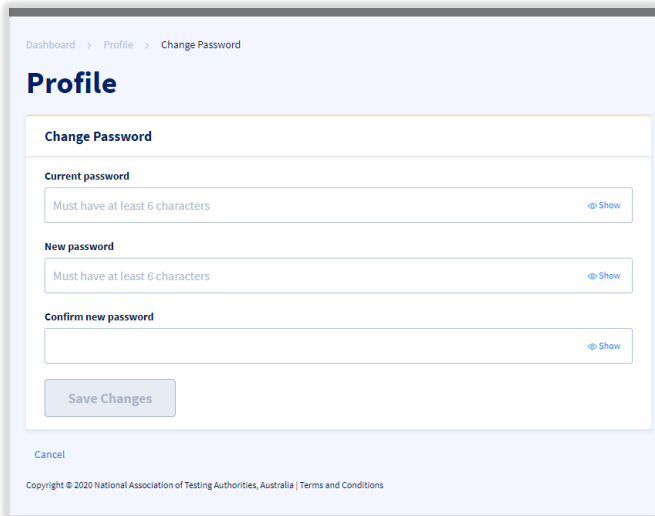 Dashboard > Profile > Change Password
Profile
Change Password
Current password
Must have at least 6 characters Show
New password
Must have at least 6 characters Show
Confirm new password
Show
Save Changes
Cancel
Copyright © 2020 National Association of Testing Authorities, Australia | Terms and Conditions